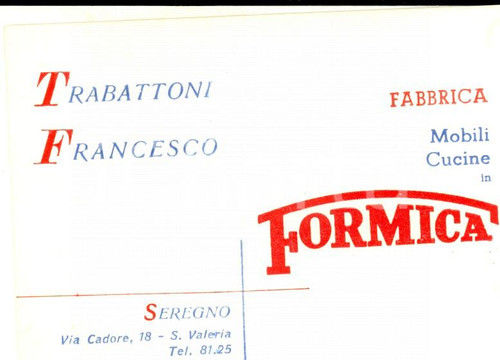 TRABATTONI
FRANCESCO
FABBRICA
Mobili
Cucine
in
FORMICA
SEREGNO
Via Cadore, 18 - S. Valeria
Tel. 81.25